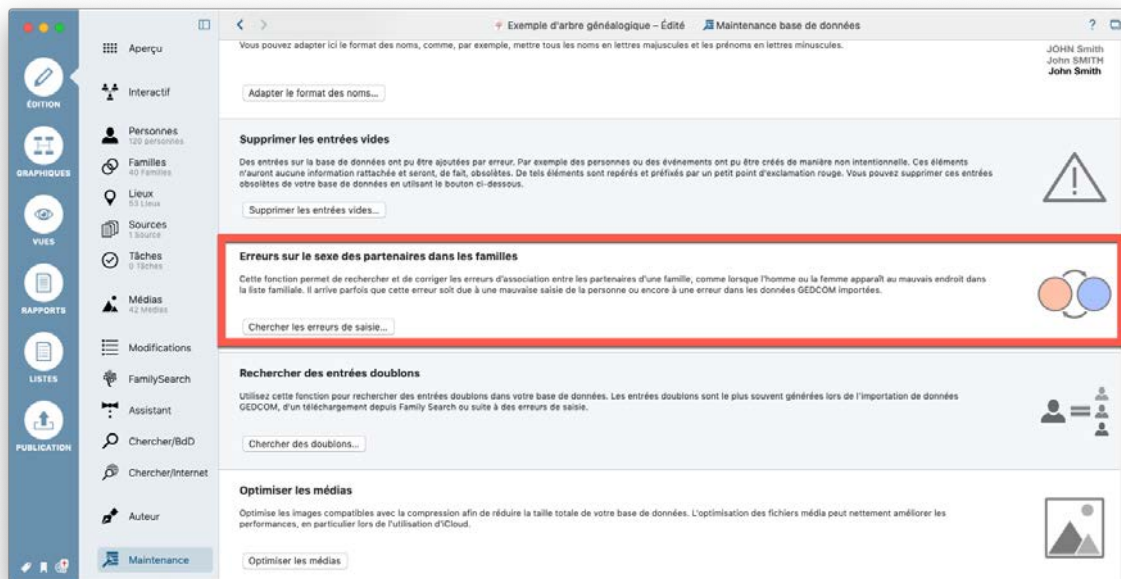 Exemple d'arbre généalogique – Édité
Maintenance base de données
?
ÉDITION
GRAPHIQUES
VUES
RAPPORTS
LISTES
PUBLICATION
Aperçu
Interactif
Personnes
120 personnes
Familles
40 Familles
Lieux
53 Lieux
Sources
1 Source
Tâches
0 Tâches
Médias
42 Médias
Modifications
FamilySearch
Assistant
Chercher/BdD
Chercher/Internet
Auteur
Maintenance
Vous pouvez adapter ici le format des noms, comme, par exemple, mettre tous les noms en lettres majuscules et les prénoms en lettres minuscules.
JOHN Smith
John SMITH
John Smith
Adapter le format des noms...
Supprimer les entrées vides
Des entrées sur la base de données ont pu être ajoutées par erreur. Par exemple des personnes ou des événements ont pu être créés de manière non intentionnelle. Ces éléments
n'auront aucune information rattachée et seront, de fait, obsolètes. De tels éléments sont repérés et préfixés par un petit point d'exclamation rouge. Vous pouvez supprimer ces entrées
obsolètes de votre base de données en utilisant le bouton ci-dessous.
Supprimer les entrées vides...
Erreurs sur le sexe des partenaires dans les familles
Cette fonction permet de rechercher et de corriger les erreurs d'association entre les partenaires d'une famille, comme lorsque l'homme ou la femme apparaît au mauvais endroit dans
la liste familiale. Il arrive parfois que cette erreur soit due à une mauvaise saisie de la personne ou encore à une erreur dans les données GEDCOM importées.
Chercher les erreurs de saisie...
Rechercher des entrées doublons
Utilisez cette fonction pour rechercher des entrées doublons dans votre base de données. Les entrées doublons sont le plus souvent générées lors de l'importation de données
GEDCOM, d'un téléchargement depuis Family Search ou suite à des erreurs de saisie.
Chercher des doublons...
Optimiser les médias
Optimise les images compatibles avec la compression afin de réduire la taille totale de votre base de données. L'optimisation des fichiers média peut nettement améliorer les
performances, en particulier lors de l'utilisation d'iCloud.
Optimiser les médias